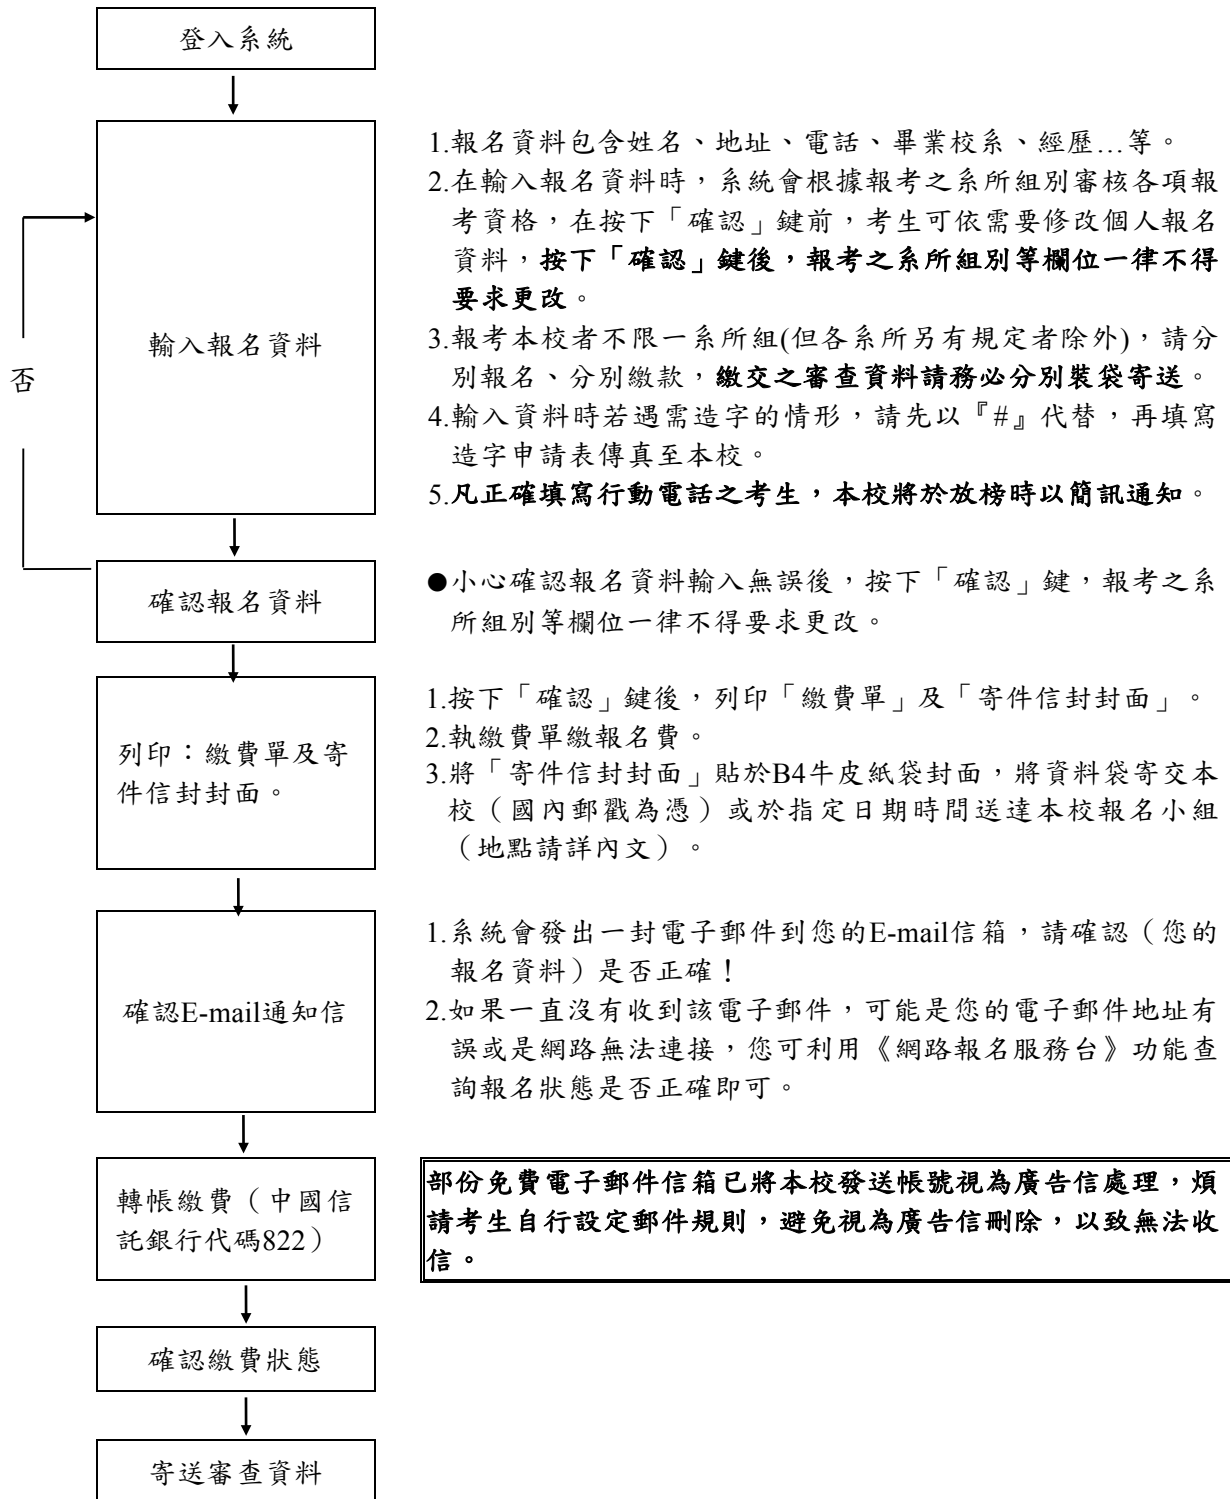 登入系統
1.報名資料包含姓名、地址、電話、畢業校系、經歷…等。
2.在輸入報名資料時，系統會根據報考之系所組別審核各項報
考資格，在按下「確認」鍵前，考生可依需要修改個人報名
資料，按下「確認」鍵後，報考之系所組別等欄位一律不得
要求更改。
輸入報名資料
3.報考本校者不限一系所組(但各系所另有規定者除外)，請分
別報名、分別繳款，繳交之審查資料請務必分別裝袋寄送。
否
4.輸入資料時若遇需造字的情形，請先以『#』代替，再填寫
造字申請表傳真至本校。
5.凡正確填寫行動電話之考生，本校將於放榜時以簡訊通知。
確認報名資料
●小心確認報名資料輸入無誤後，按下「確認」鍵，報考之系
所組別等欄位一律不得要求更改。
列印：繳費單及寄
件信封封面。
1.按下「確認」鍵後，列印「繳費單」及「寄件信封封面」。
2.執繳費單繳報名費。
3.將「寄件信封封面」貼於B4牛皮紙袋封面，將資料袋寄交本
校（國內郵戳為憑）或於指定日期時間送達本校報名小組
（地點請詳內文）。
確認E-mail通知信
1.系統會發出一封電子郵件到您的E-mail信箱，請確認（您的
報名資料）是否正確！
2.如果一直沒有收到該電子郵件，可能是您的電子郵件地址有
誤或是網路無法連接，您可利用《網路報名服務台》功能查
詢報名狀態是否正確即可。
轉帳繳費（中國信
託銀行代碼822）
部份免費電子郵件信箱已將本校發送帳號視為廣告信處理，煩
請考生自行設定郵件規則，避免視為廣告信刪除，以致無法收
信。
確認繳費狀態
寄送審查資料